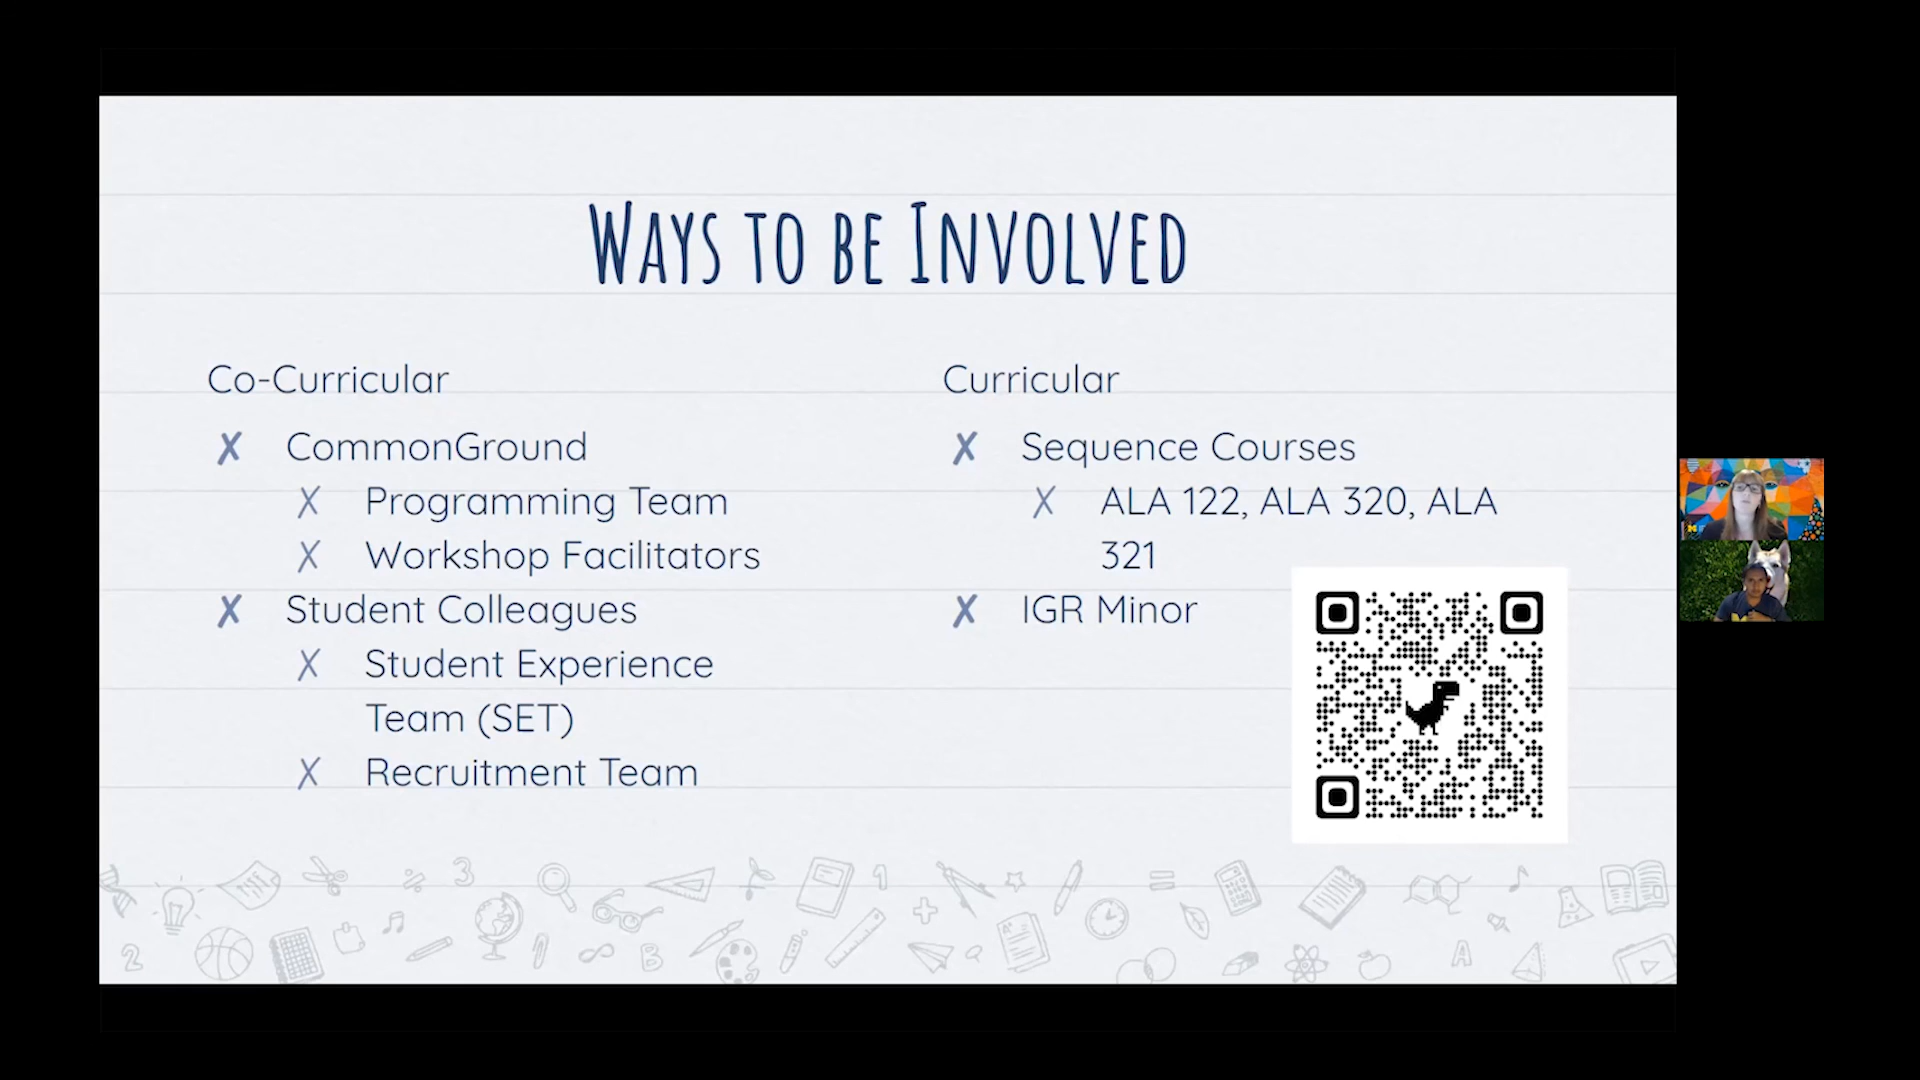 Ways to be Involved
Co-Curricular
✗ CommonGround
✗ Programming Team
✗ Workshop Facilitators
✗ Student Colleagues
✗ Student Experience
Team (SET)
✗ Recruitment Team
Curricular
✗ Sequence Courses
✗ ALA 122, ALA 320, ALA
321
✗ IGR Minor